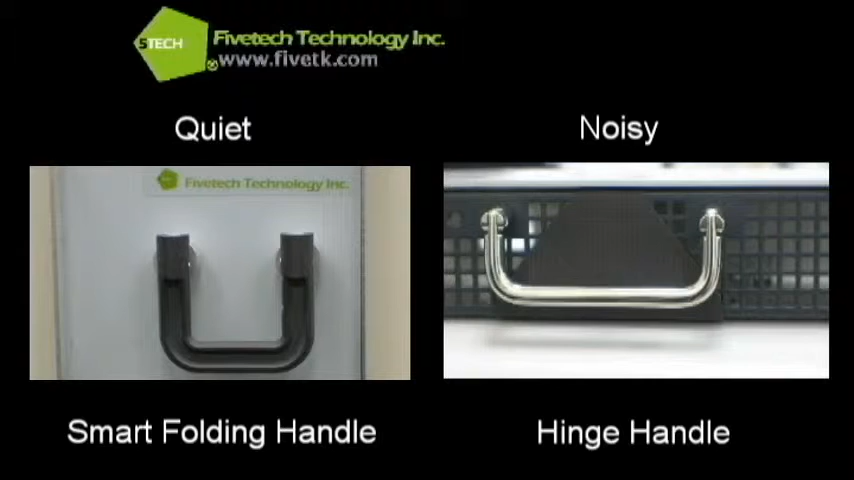 5TECH
Fivetech Technology Inc.
www.fivetk.com
Quiet
Noisy
Fivetech Technology Inc.
Smart Folding Handle
Hinge Handle